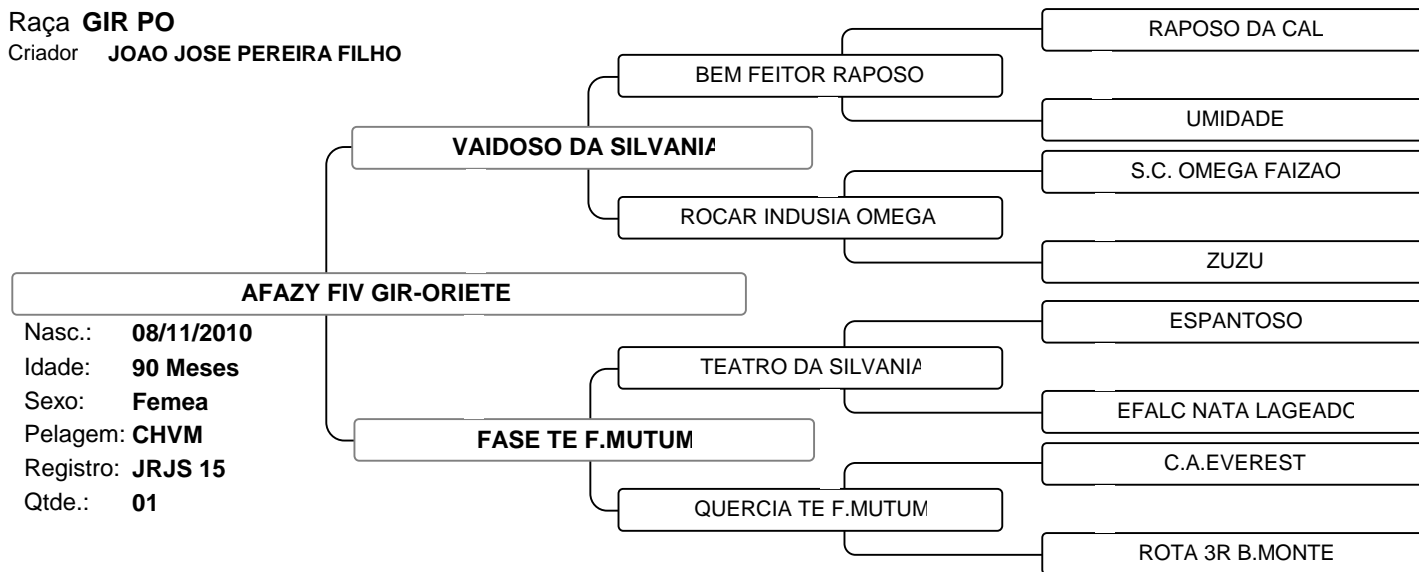 Raça GIR PO
Criador JOAO JOSE PEREIRA FILHO
RAPOSO DA CAL
BEM FEITOR RAPOSO
UMIDADE
VAIDOSO DA SILVANIA
S.C. OMEGA FAIZAO
ROCAR INDUSIA OMEGA
ZUZU
AFAZY FIV GIR-ORIETE
Nasc.: 08/11/2010
Idade: 90 Meses
Sexo: Femea
Pelagem: CHVM
Registro: JRJS 15
Qtde.: 01
ESPANTOSO
TEATRO DA SILVANIA
EFALC NATA LAGEADO
FASE TE F.MUTUM
C.A.EVEREST
QUERCIA TE F.MUTUM
ROTA 3R B.MONTE